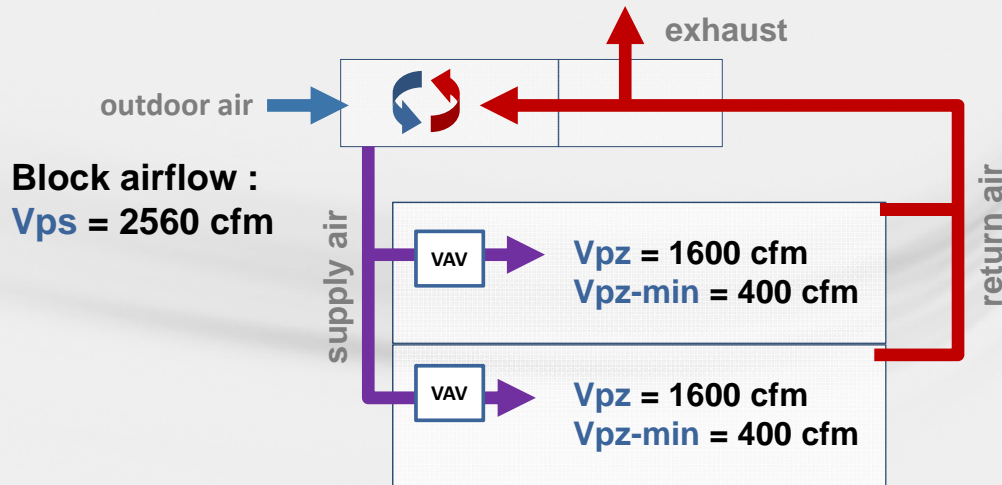 exhaust
outdoor air
Block airflow :
Vps = 2560 cfm
supply air
return air
VAV
Vpz = 1600 cfm
Vpz-min = 400 cfm
VAV
Vpz = 1600 cfm
Vpz-min = 400 cfm